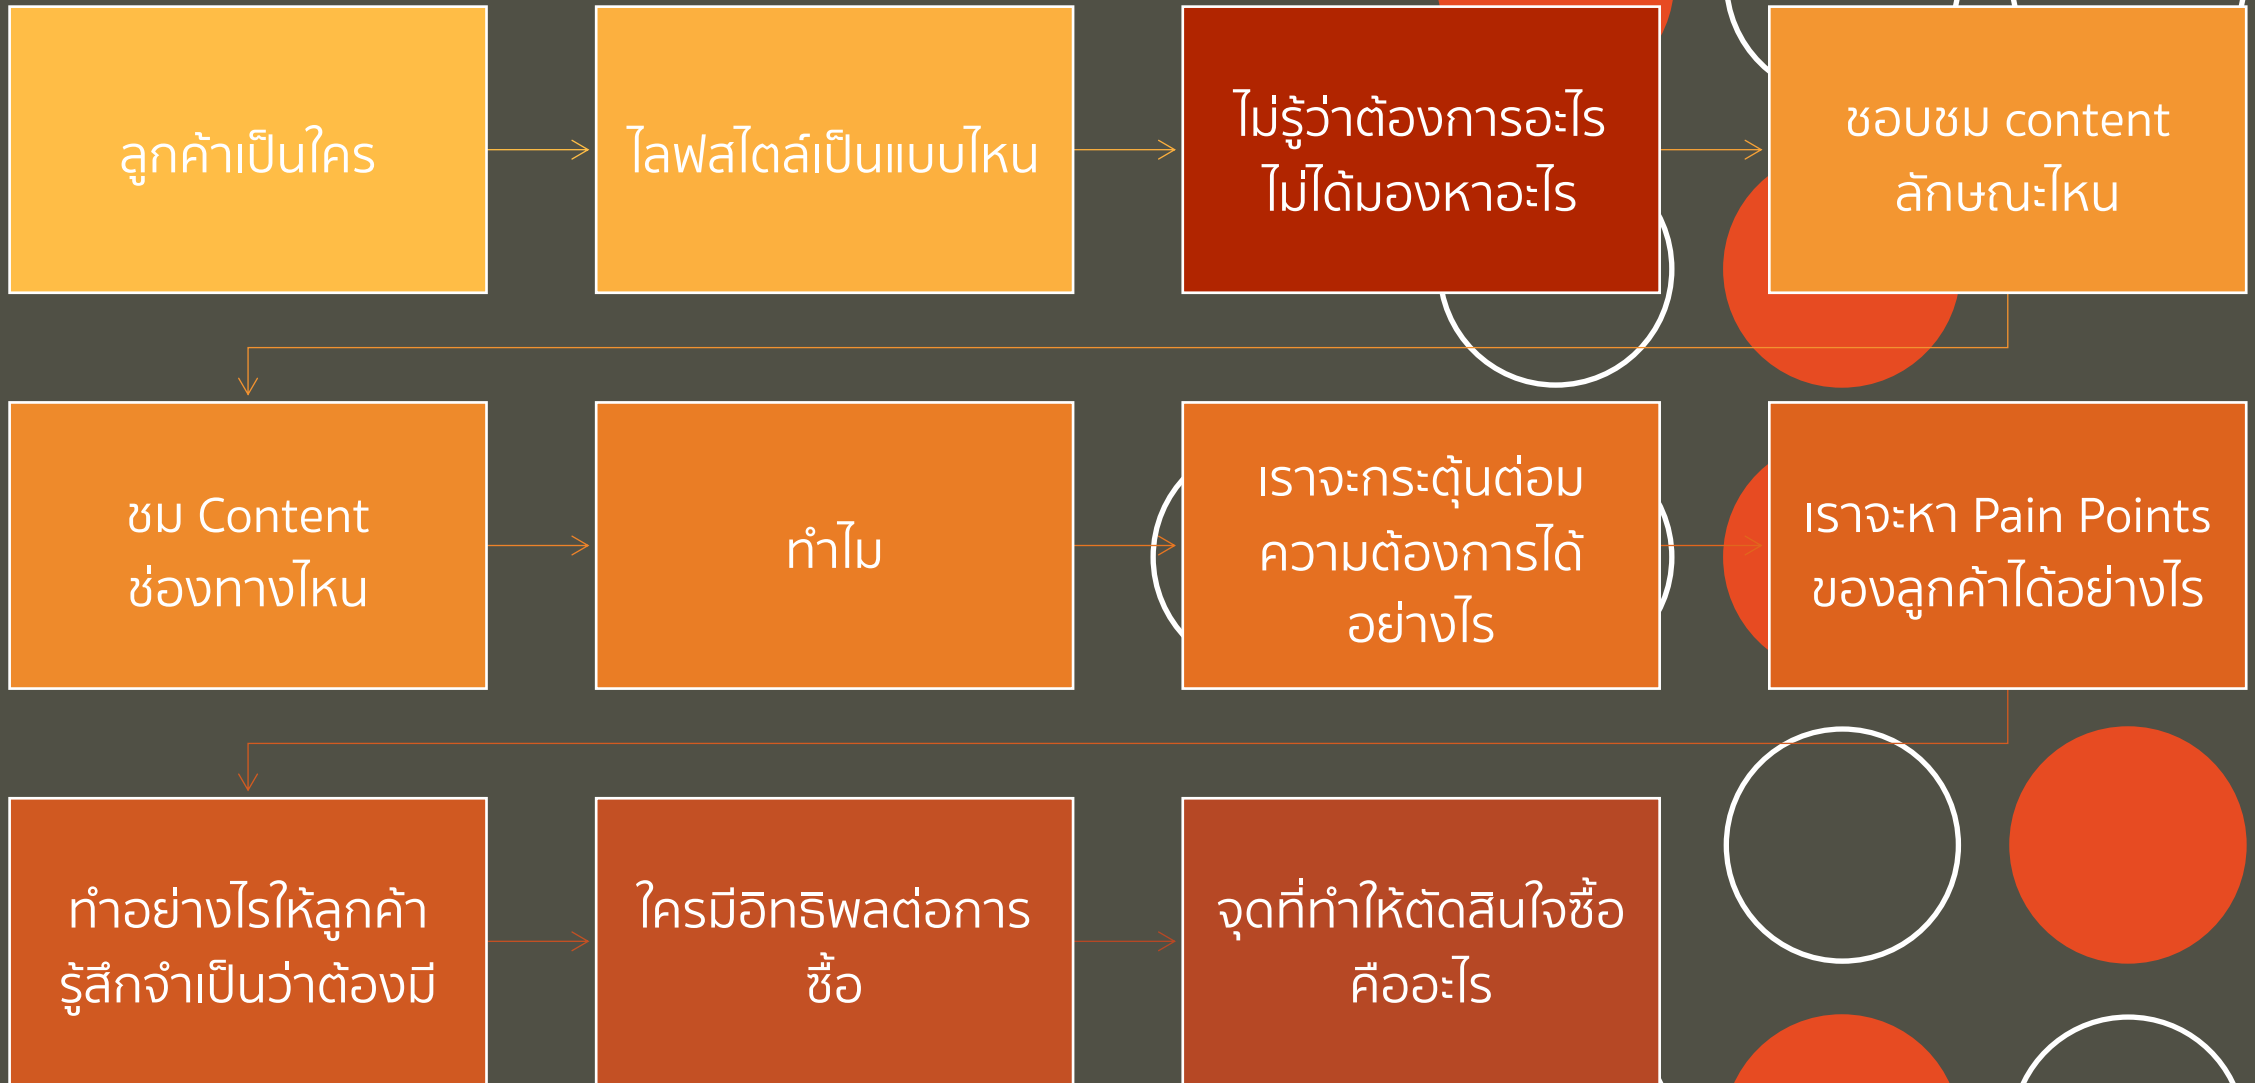 ลูกค้าเป็นใคร
ไลฟสไตล์เป็นแบบไหน
ไม่รู้ว่าต้องการอะไร
ไม่ได้มองหาอะไร
ชอบชม content
ลักษณะไหน
ชม Content
ช่องทางไหน
ทำไม
เราจะกระตุ้นต่อม
ความต้องการได้
อย่างไร
เราจะหา Pain Points
ของลูกค้าได้อย่างไร
ทำอย่างไรให้ลูกค้า
รู้สึกจำเป็นว่าต้องมี
ใครมีอิทธิพลต่อการ
ซื้อ
จุดที่ทำให้ตัดสินใจซื้อ
คืออะไร